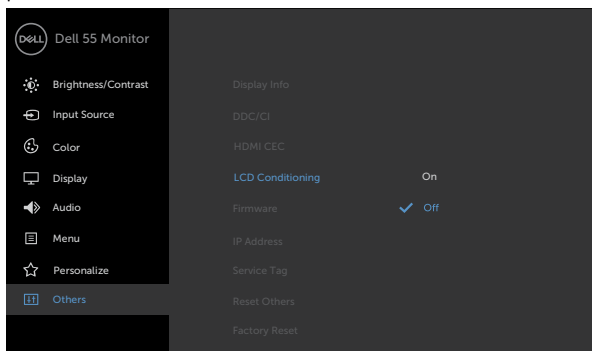 DELL
Dell 55 Monitor
Brightness/Contrast
Input Source
Color
Display
Audio
Menu
Personalize
Others
Display Info
DDC/CI
HDMI CEC
LCD Conditioning On
Firmware Off
IP Address
Service Tag
Reset Others
Factory Reset